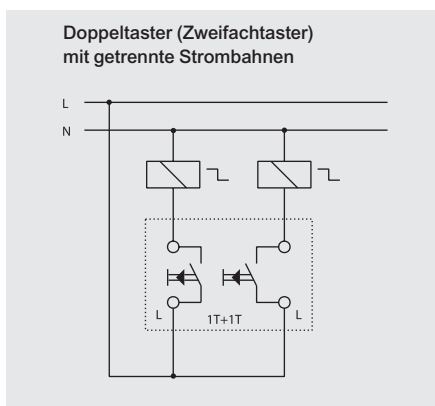 Doppeltaster (Zweifachtaster)
mit getrennte Strombahnen
L
N
L
1T+1T
L